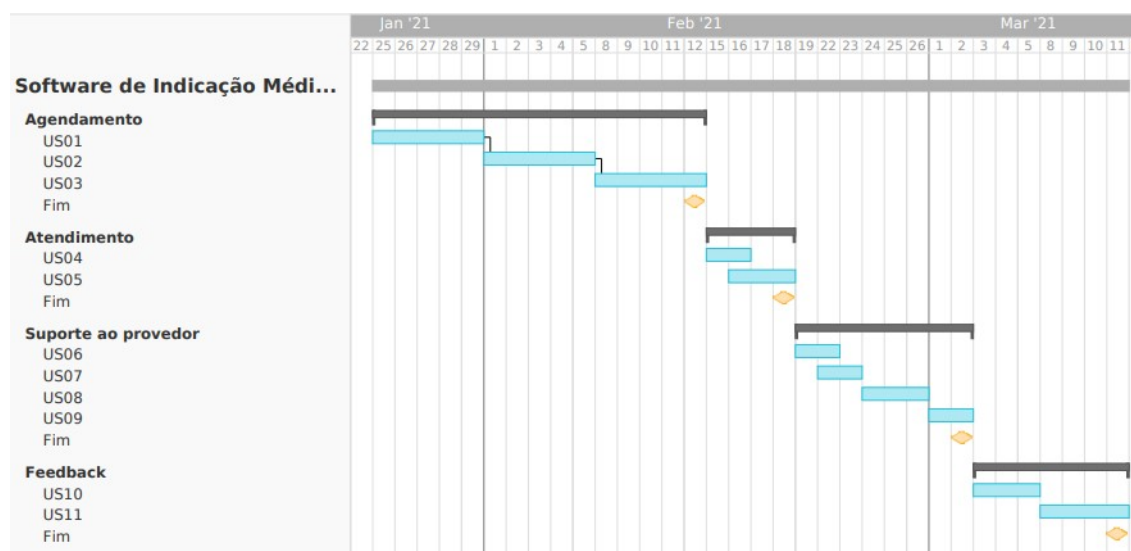 Jan '21 Feb '21 Mar '21
22 25 26 27 28 29 1 2 3 4 5 8 9 10 11 12 15 16 17 18 19 22 23 24 25 26 1 2 3 4 5 8 9 10 11
Software de Indicação Médi...
Agendamento
US01
US02
US03
Fim
Atendimento
US04
US05
Fim
Suporte ao provedor
US06
US07
US08
US09
Fim
Feedback
US10
US11
Fim